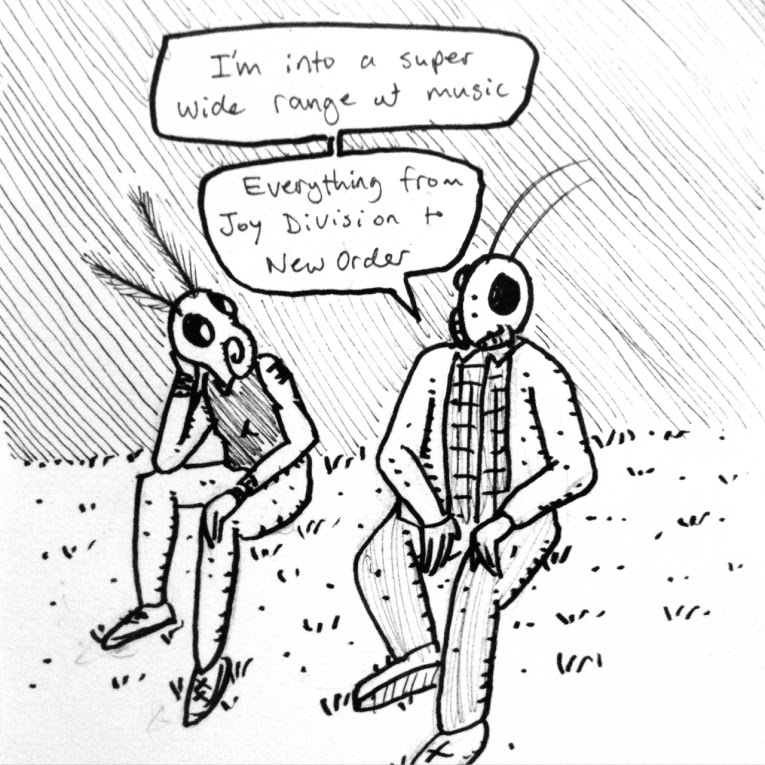 I'm into a super
wide range of music
Everything from
Joy Division to
New Order